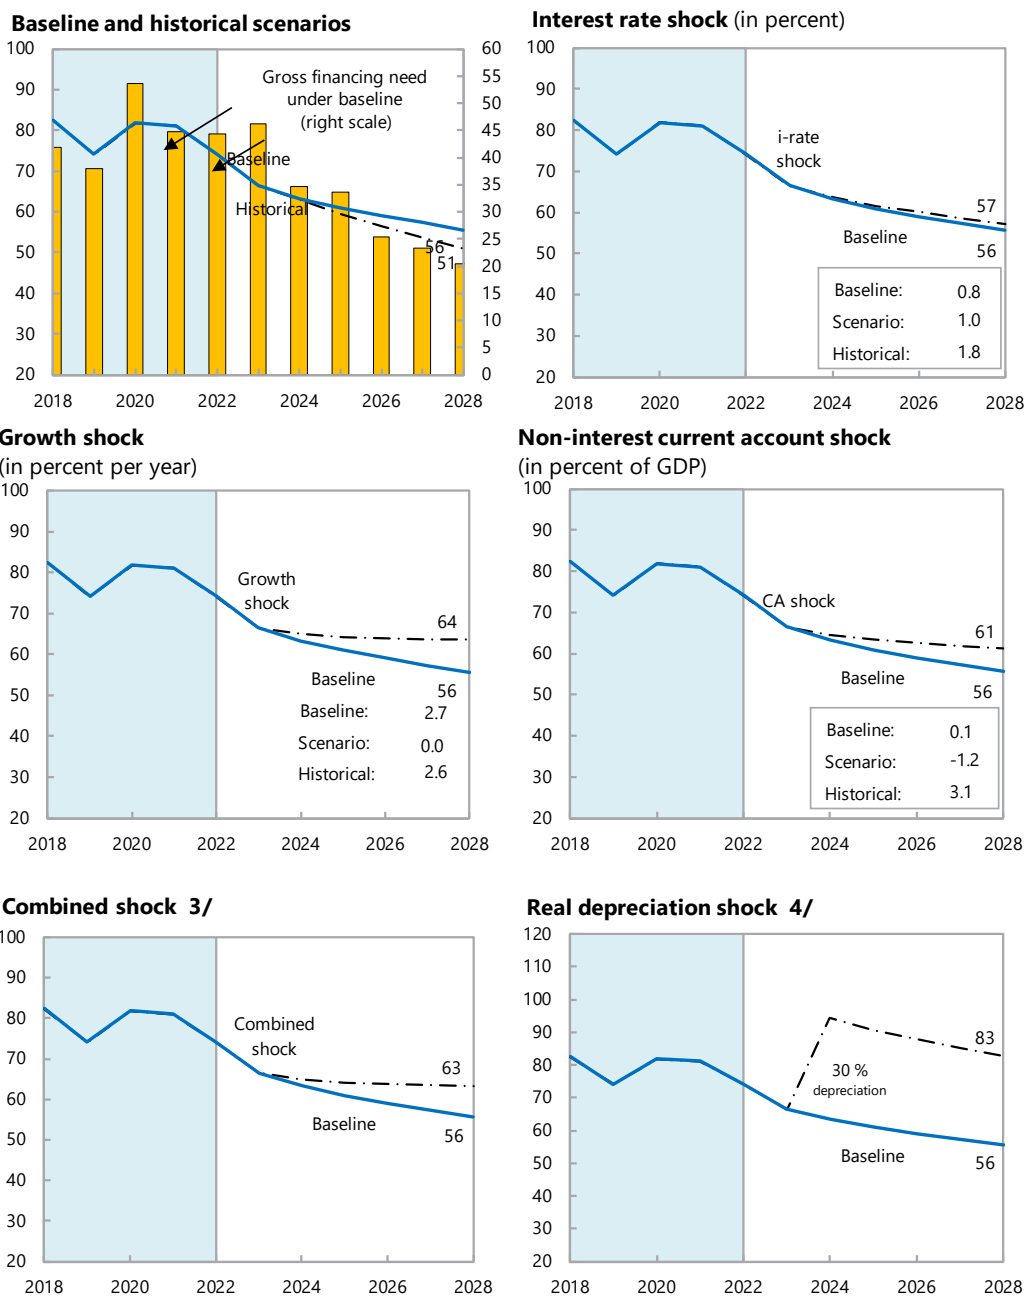 Baseline and historical scenarios
100
90
80
70
60
50
40
30
20
60
55
50
45
40
35
30
25
20
15
10
5
0
Gross financing need
under baseline
(right scale)
Baseline
Historical
56
51
2018 2020 2022 2024 2026 2028
Interest rate shock (in percent)
100
90
80
70
60
50
40
30
20
i-rate
shock
57
Baseline
56
Baseline: 0.8
Scenario: 1.0
Historical: 1.8
2018 2020 2022 2024 2026 2028
Growth shock
(in percent per year)
100
90
80
70
60
50
40
30
20
Growth
shock
64
Baseline
56
Baseline: 2.7
Scenario: 0.0
Historical: 2.6
2018 2020 2022 2024 2026 2028
Non-interest current account shock
(in percent of GDP)
100
90
80
70
60
50
40
30
20
CA shock
61
Baseline
56
Baseline: 0.1
Scenario: -1.2
Historical: 3.1
2018 2020 2022 2024 2026 2028
Combined shock 3/
100
90
80
70
60
50
40
30
20
Combined
shock
63
Baseline
56
2018 2020 2022 2024 2026 2028
Real depreciation shock 4/
120
110
100
90
80
70
60
50
40
30
20
83
30 %
depreciation
Baseline
56
2018 2020 2022 2024 2026 2028